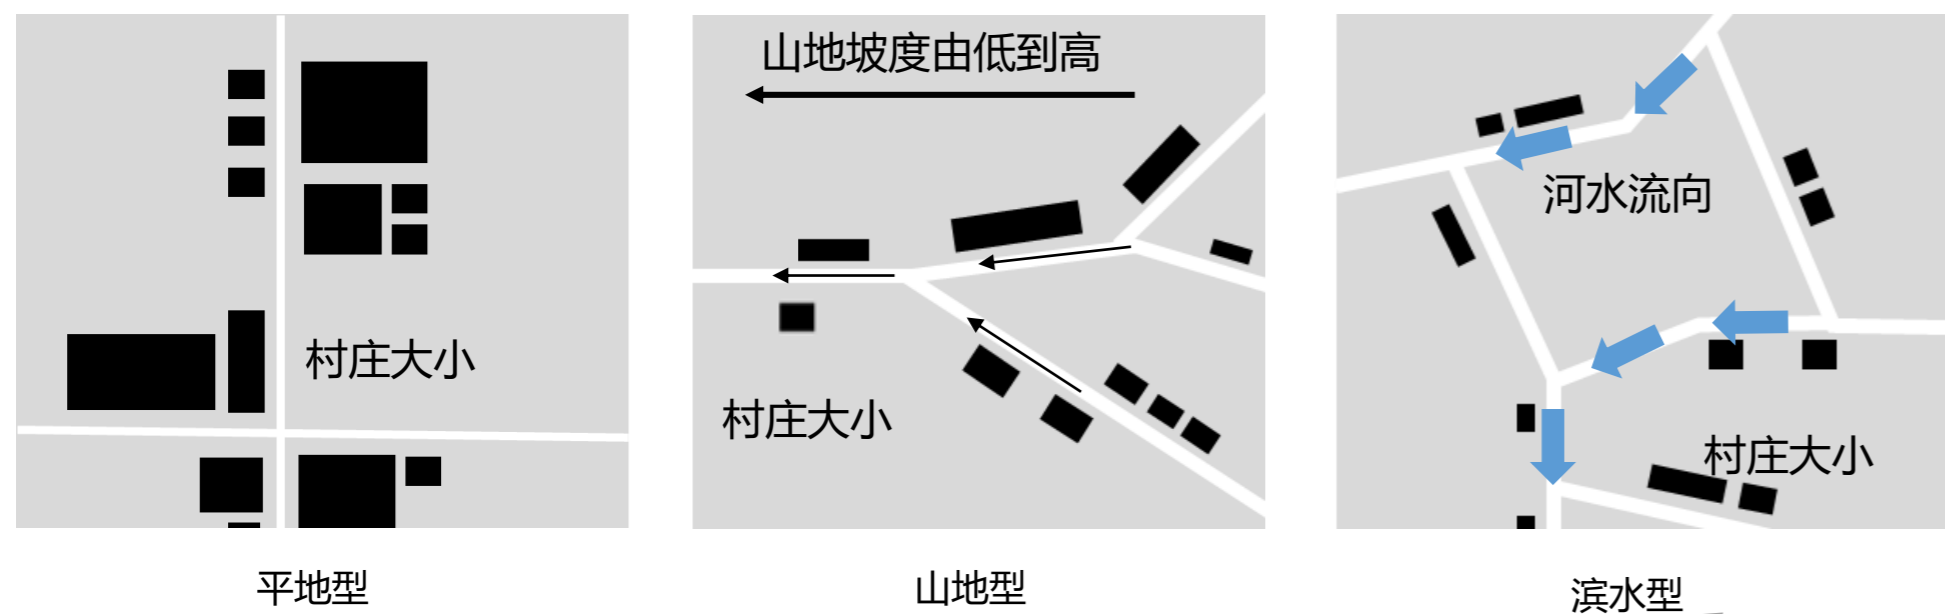 山地坡度由低到高
河水流向
村庄大小
村庄大小
村庄大小
平地型
山地型
滨水型